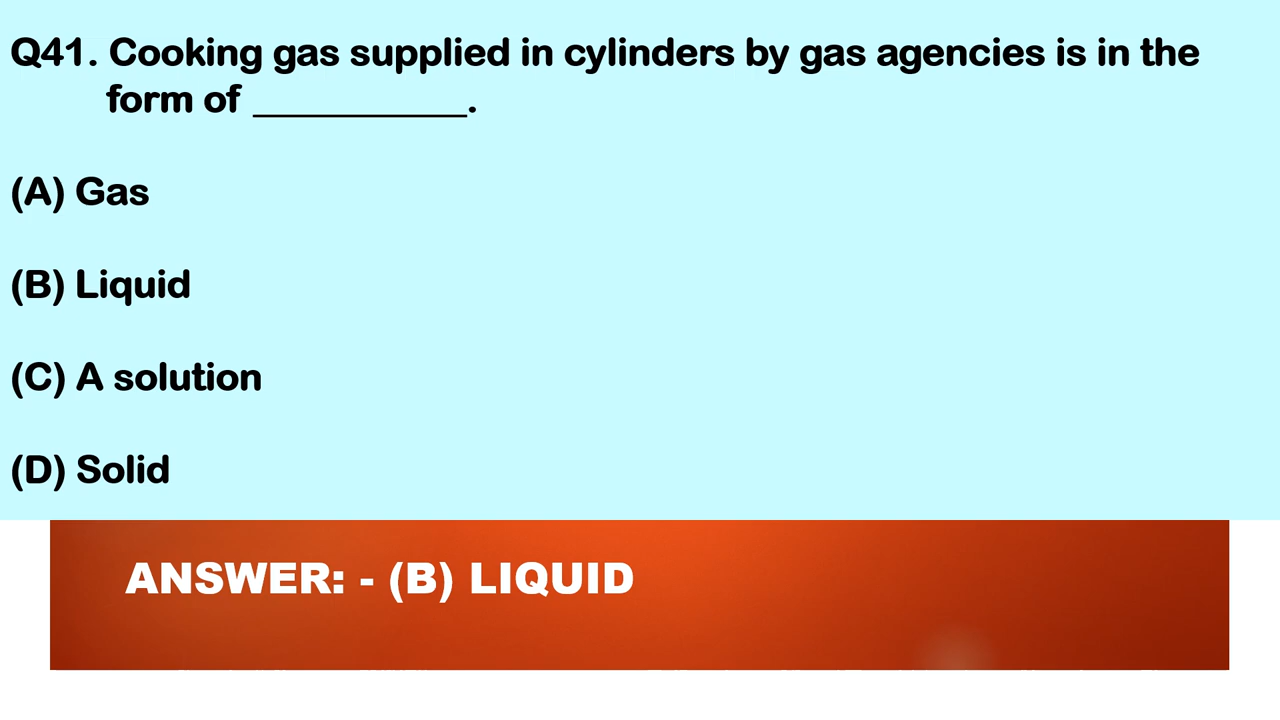 Q41. Cooking gas supplied in cylinders by gas agencies is in the
form of ___________.
(A) Gas
(B) Liquid
(C) A solution
(D) Solid
ANSWER: - (B) LIQUID